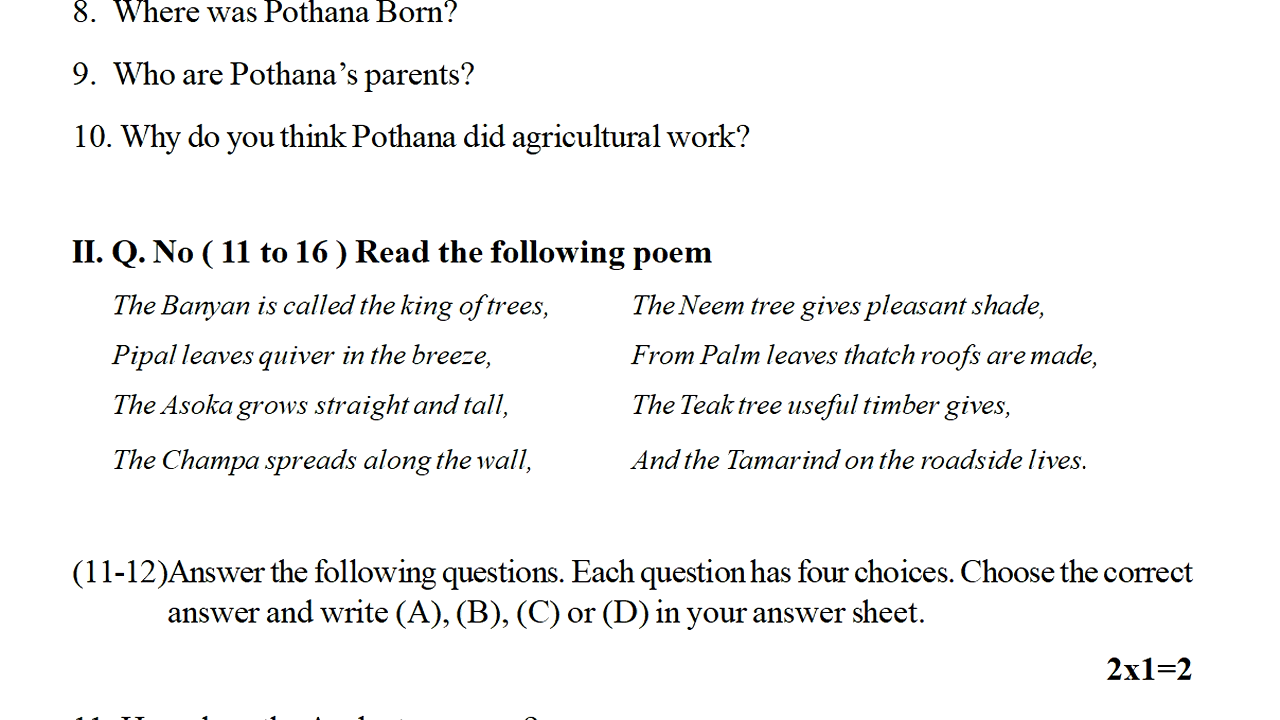 8. Where was Pothana Born?
9. Who are Pothana's parents?
10. Why do you think Pothana did agricultural work?
II. Q. No ( 11 to 16 ) Read the following poem
The Banyan is called the king of trees,
Pipal leaves quiver in the breeze,
The Asoka grows straight and tall,
The Champa spreads along the wall,
The Neem tree gives pleasant shade,
From Palm leaves thatch roofs are made,
The Teak tree useful timber gives,
And the Tamarind on the roadside lives.
(11-12)Answer the following questions. Each question has four choices. Choose the correct
answer and write (A), (B), (C) or (D) in your answer sheet.
2x1=2